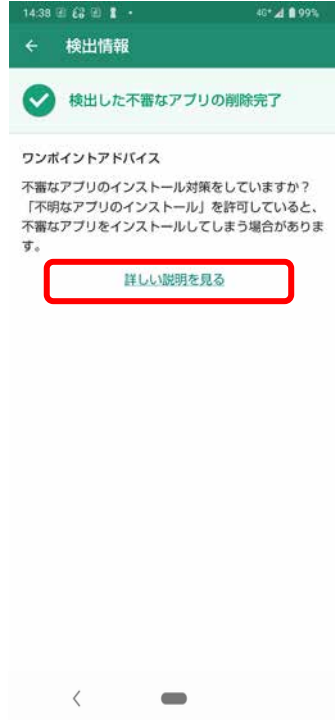 14:38 4G+ 99%
検出情報
検出した不審なアプリの削除完了
ワンポイントアドバイス
不審なアプリのインストール対策をしていますか？
「不明なアプリのインストール」を許可していると、
不審なアプリをインストールしてしまう場合がありま
す。
詳しい説明を見る